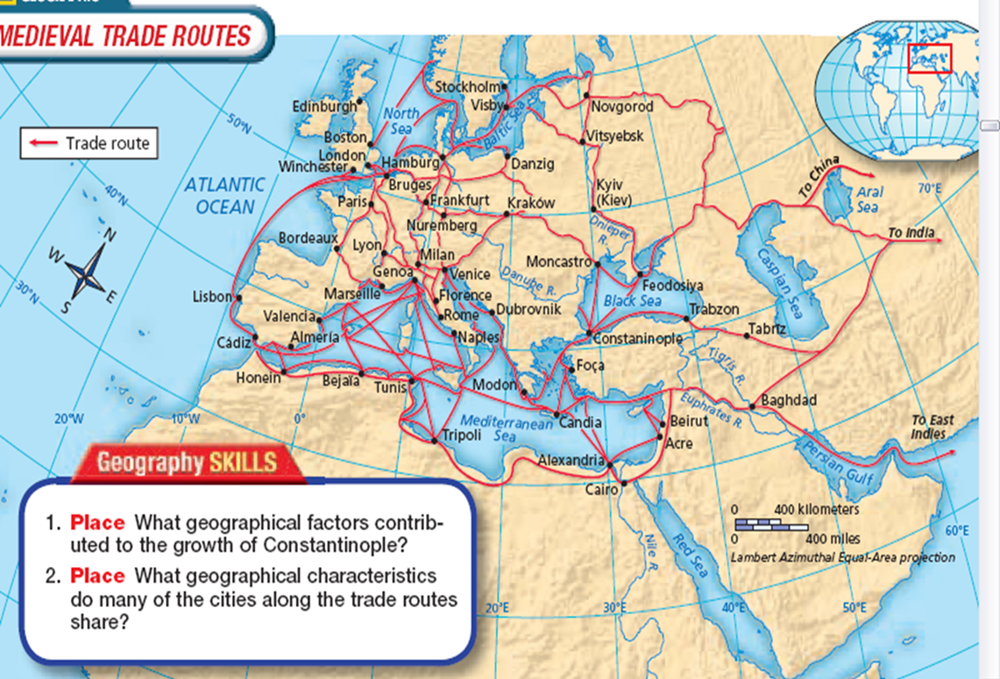 GEOGRAPHIC
MEDIEVAL TRADE ROUTES
Trade route
N
W
E
S
50°N
40°N
30°N
20°W
10°W
0°
20°E
30°E
40°E
50°E
60°E
70°E
ATLANTIC
OCEAN
North
Sea
Baltic Sea
Edinburgh
Boston
London
Winchester
Stockholm
Visby
Novgorod
Vitsyebsk
Hamburg
Danzig
Bruges
Paris
Frankfurt
Nuremberg
Kraków
Kyiv
(Kiev)
Dnieper
R.
Bordeaux
Lyon
Milan
Genoa
Venice
Danube R.
Moncastro
Feodosiya
Black Sea
Caspian Sea
Aral
Sea
To China
To India
Lisbon
Marseille
Florence
Rome
Dubrovnik
Trabzon
Tabriz
Valencia
Almería
Cádiz
Naples
Constaninople
Foça
Tigris R.
Honein
Bejaïa
Tunis
Modon
Candia
Mediterranean
Sea
Euphrates R.
Baghdad
Beirut
Acre
Tripoli
Alexandria
Cairo
Nile R.
Red Sea
Persian Gulf
To East
Indies
0 400 kilometers
0 400 miles
Lambert Azimuthal Equal-Area projection
Geography SKILLS
1. Place What geographical factors contrib-
uted to the growth of Constantinople?
2. Place What geographical characteristics
do many of the cities along the trade routes
share?